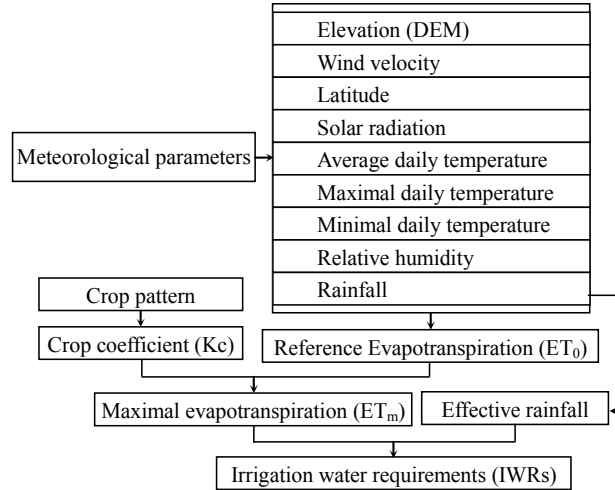 Elevation (DEM)
Wind velocity
Latitude
Solar radiation
Meteorological parameters
Average daily temperature
Maximal daily temperature
Minimal daily temperature
Relative humidity
Rainfall
Crop pattern
Crop coefficient (Kc)
Reference Evapotranspiration (ET₀)
Maximal evapotranspiration (ETₘ)
Effective rainfall
Irrigation water requirements (IWRs)